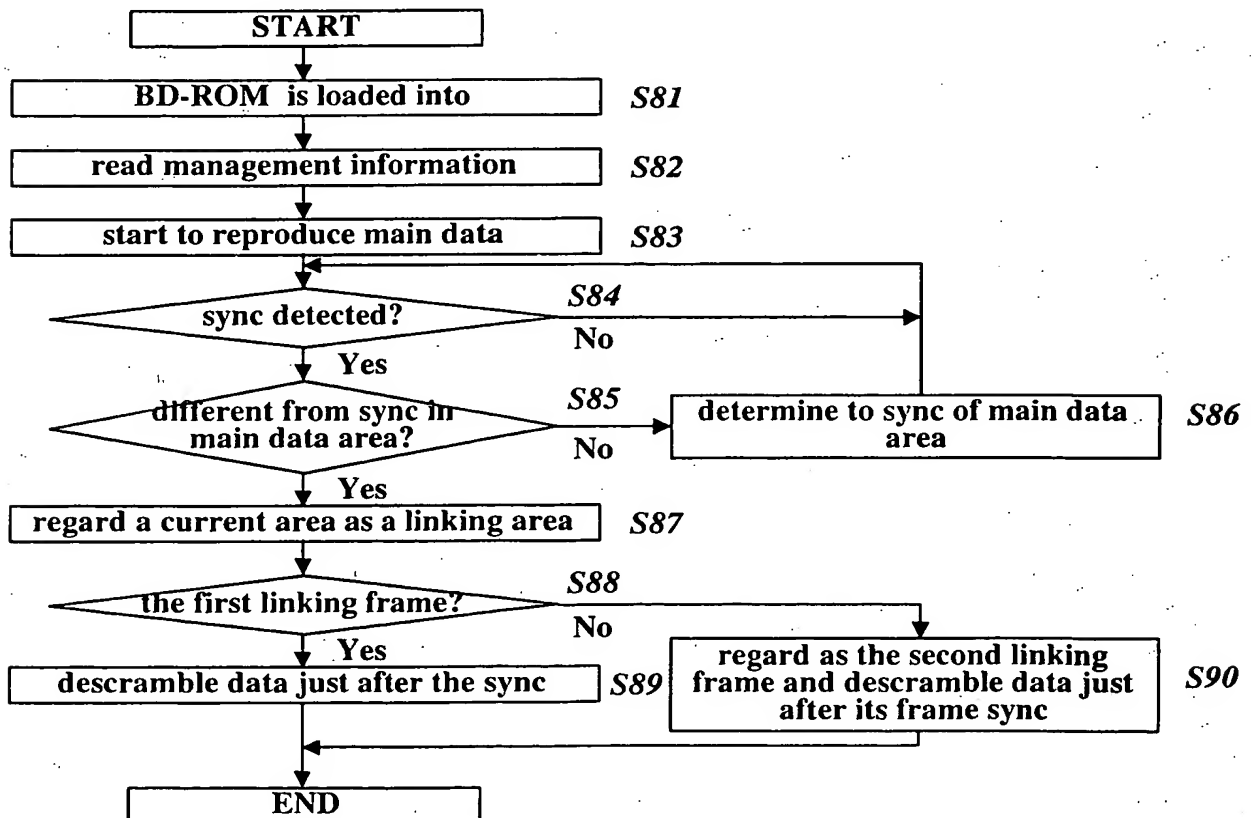 START
BD-ROM is loaded into
S81
read management information
S82
start to reproduce main data
S83
sync detected?
S84
No
Yes
different from sync in
main data area?
S85
No
determine to sync of main data
area
S86
Yes
regard a current area as a linking area
S87
the first linking frame?
S88
No
Yes
descramble data just after the sync
S89
regard as the second linking
frame and descramble data just
after its frame sync
S90
END